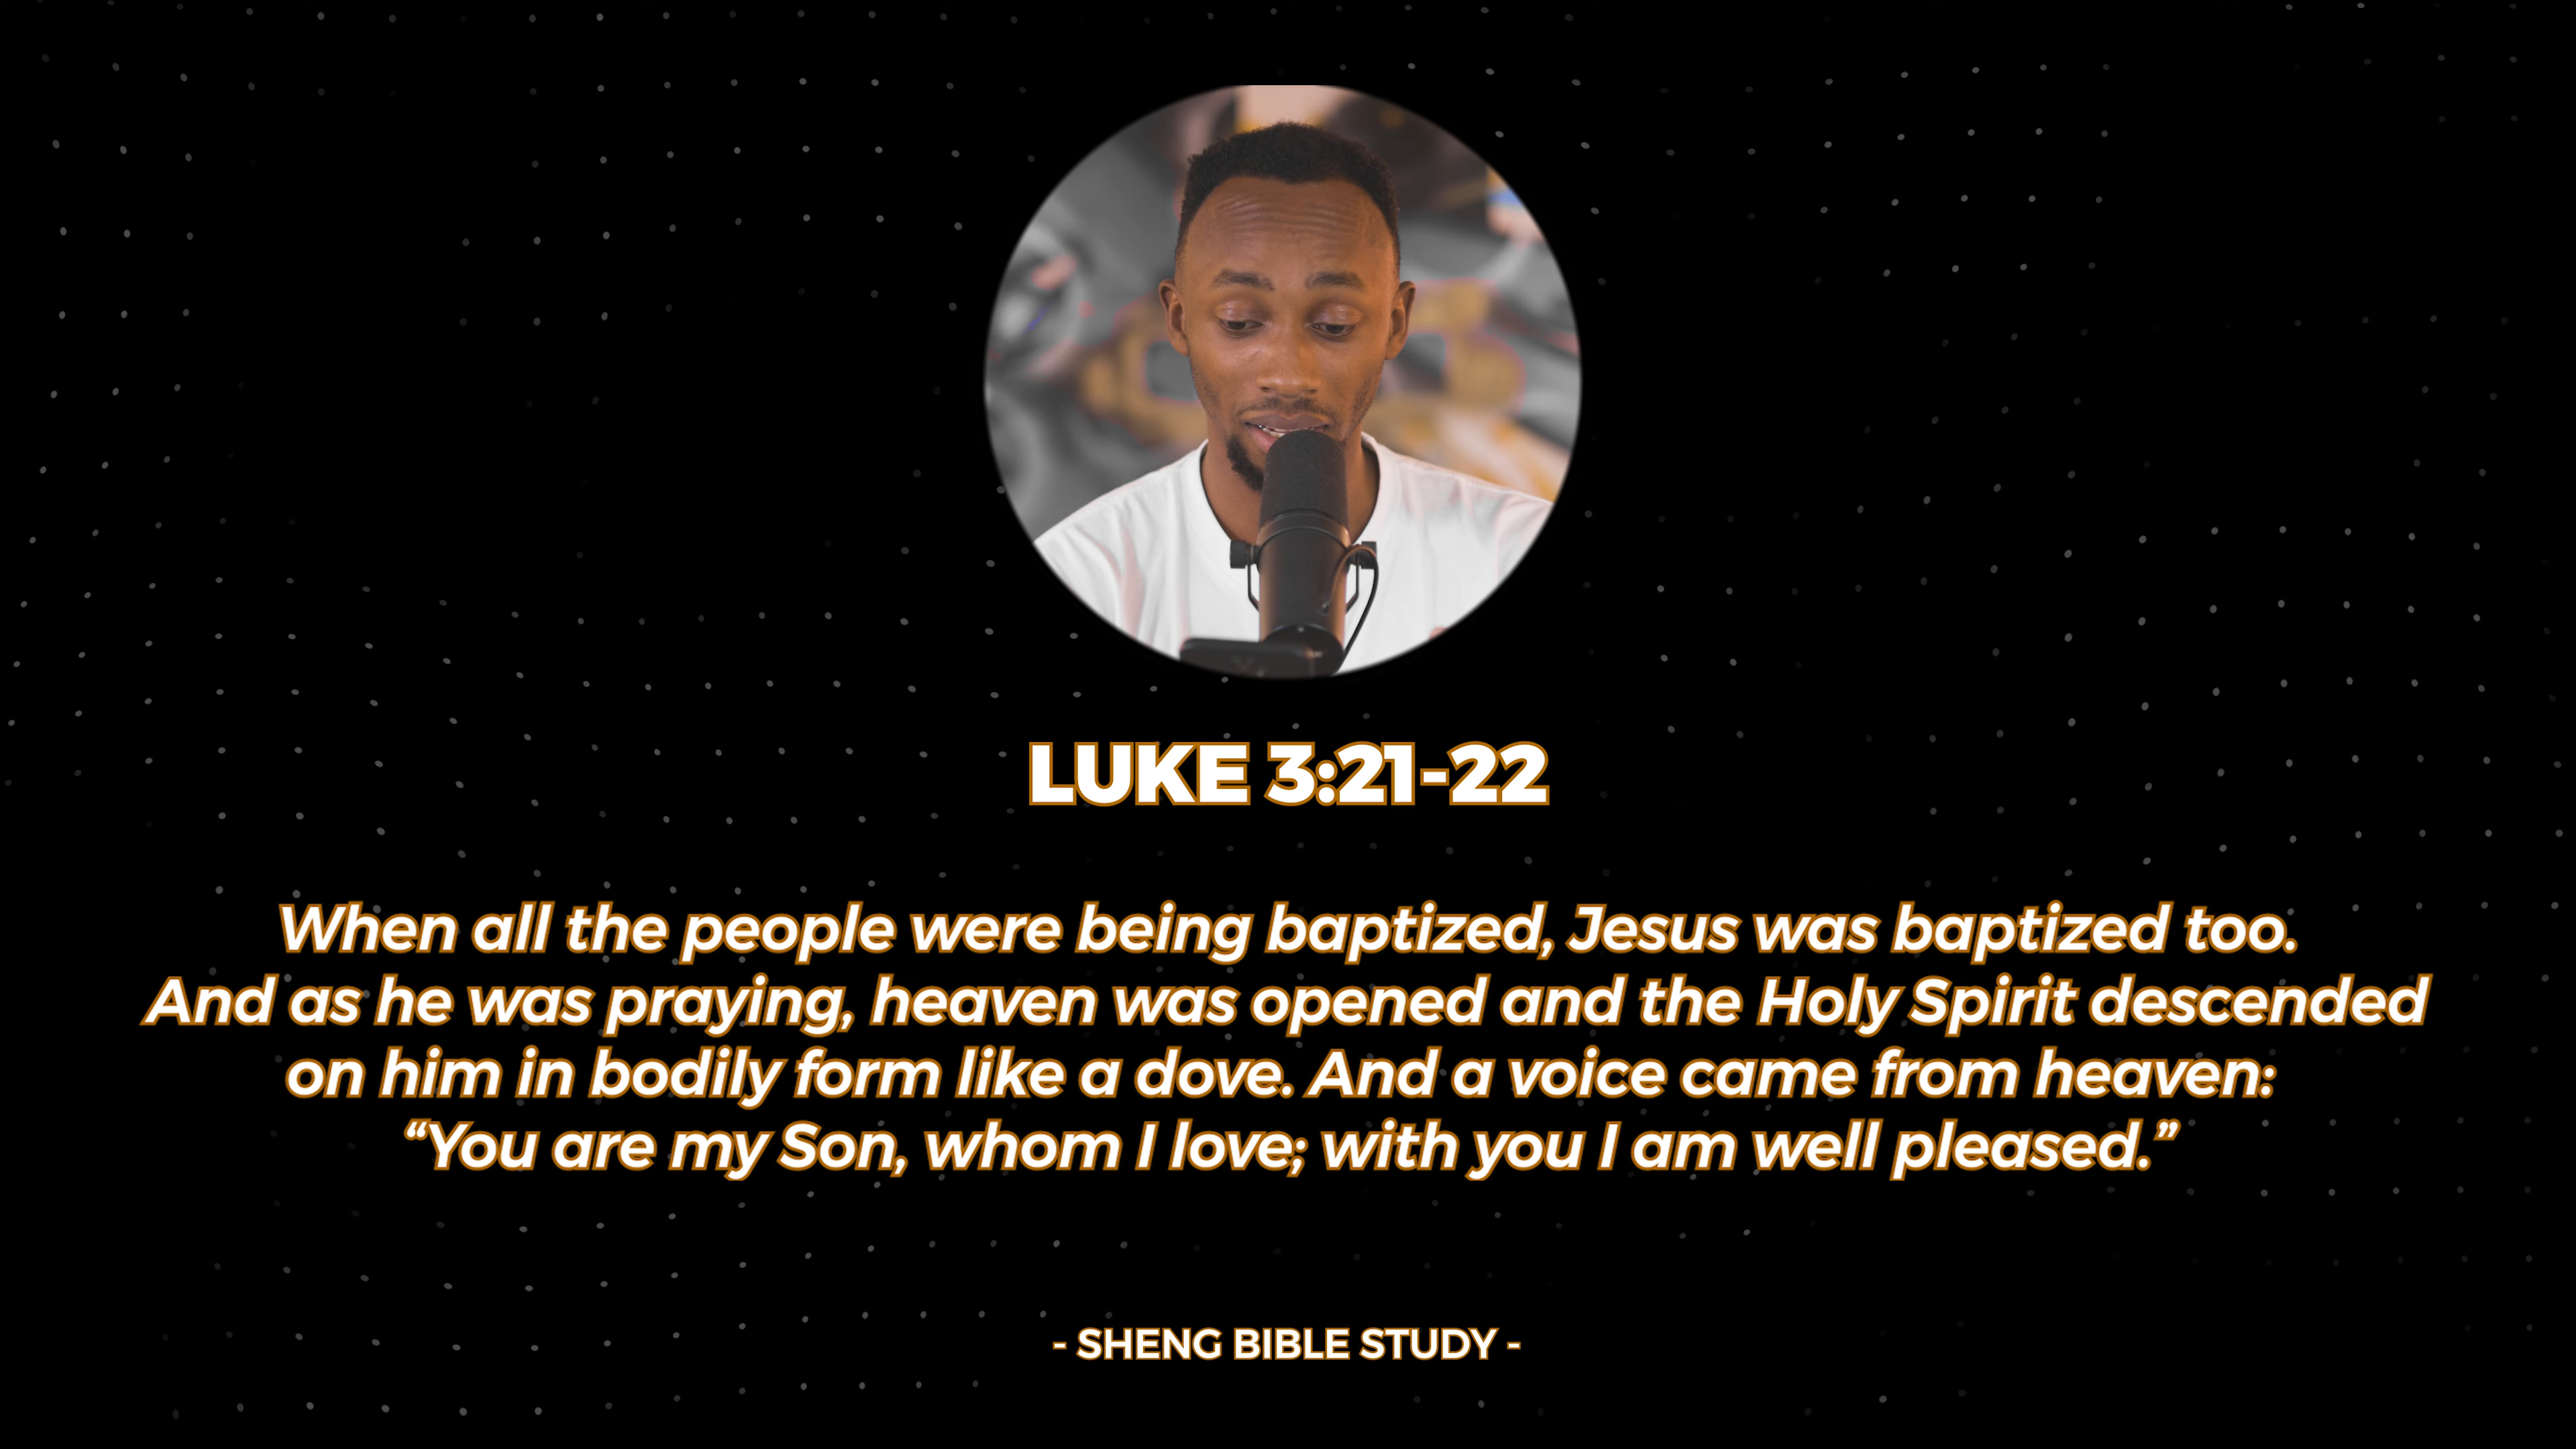 LUKE 3:21-22
When all the people were being baptized, Jesus was baptized too.
And as he was praying, heaven was opened and the Holy Spirit descended
on him in bodily form like a dove. And a voice came from heaven:
“You are my Son, whom I love; with you I am well pleased.”
- SHENG BIBLE STUDY -